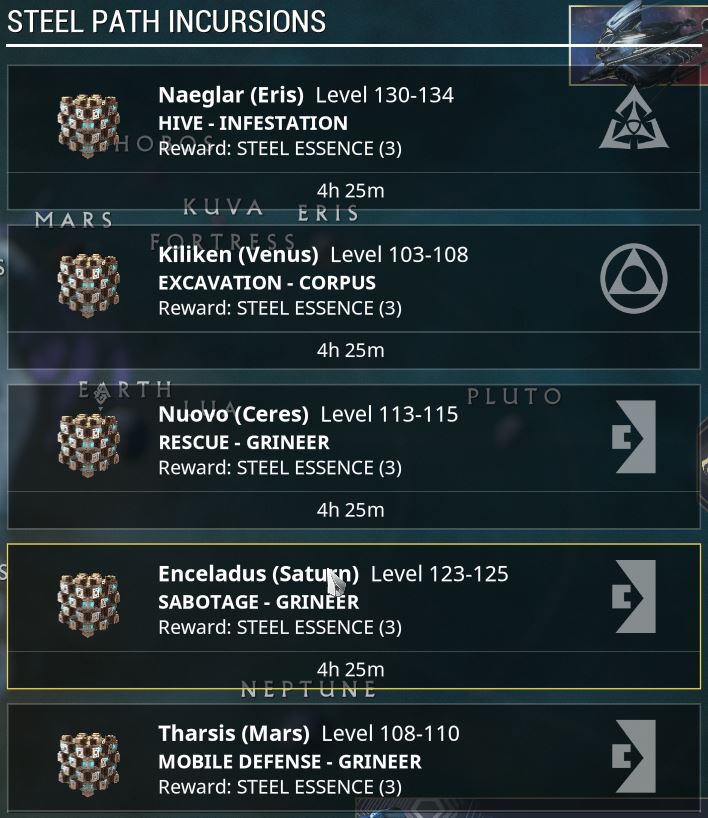 STEEL PATH INCURSIONS
Naeglar (Eris) Level 130-134
HIVE - INFESTATION
PHOBOS
Reward: STEEL ESSENCE (3)
4h 25m
KUVA
ERIS
MARS
FORTRESS
Kiliken (Venus) Level 103-108
EXCAVATION - CORPUS
Reward: STEEL ESSENCE (3)
4h 25m
EARTH
PLUTO
LUA
Nuovo (Ceres) Level 113-115
RESCUE - GRINEER
Reward: STEEL ESSENCE (3)
4h 25m
S
Enceladus (Saturn) Level 123-125
SABOTAGE - GRINEER
Reward: STEEL ESSENCE (3)
4h 25m
NEPTUNE
Tharsis (Mars) Level 108-110
MOBILE DEFENSE - GRINEER
Reward: STEEL ESSENCE (3)